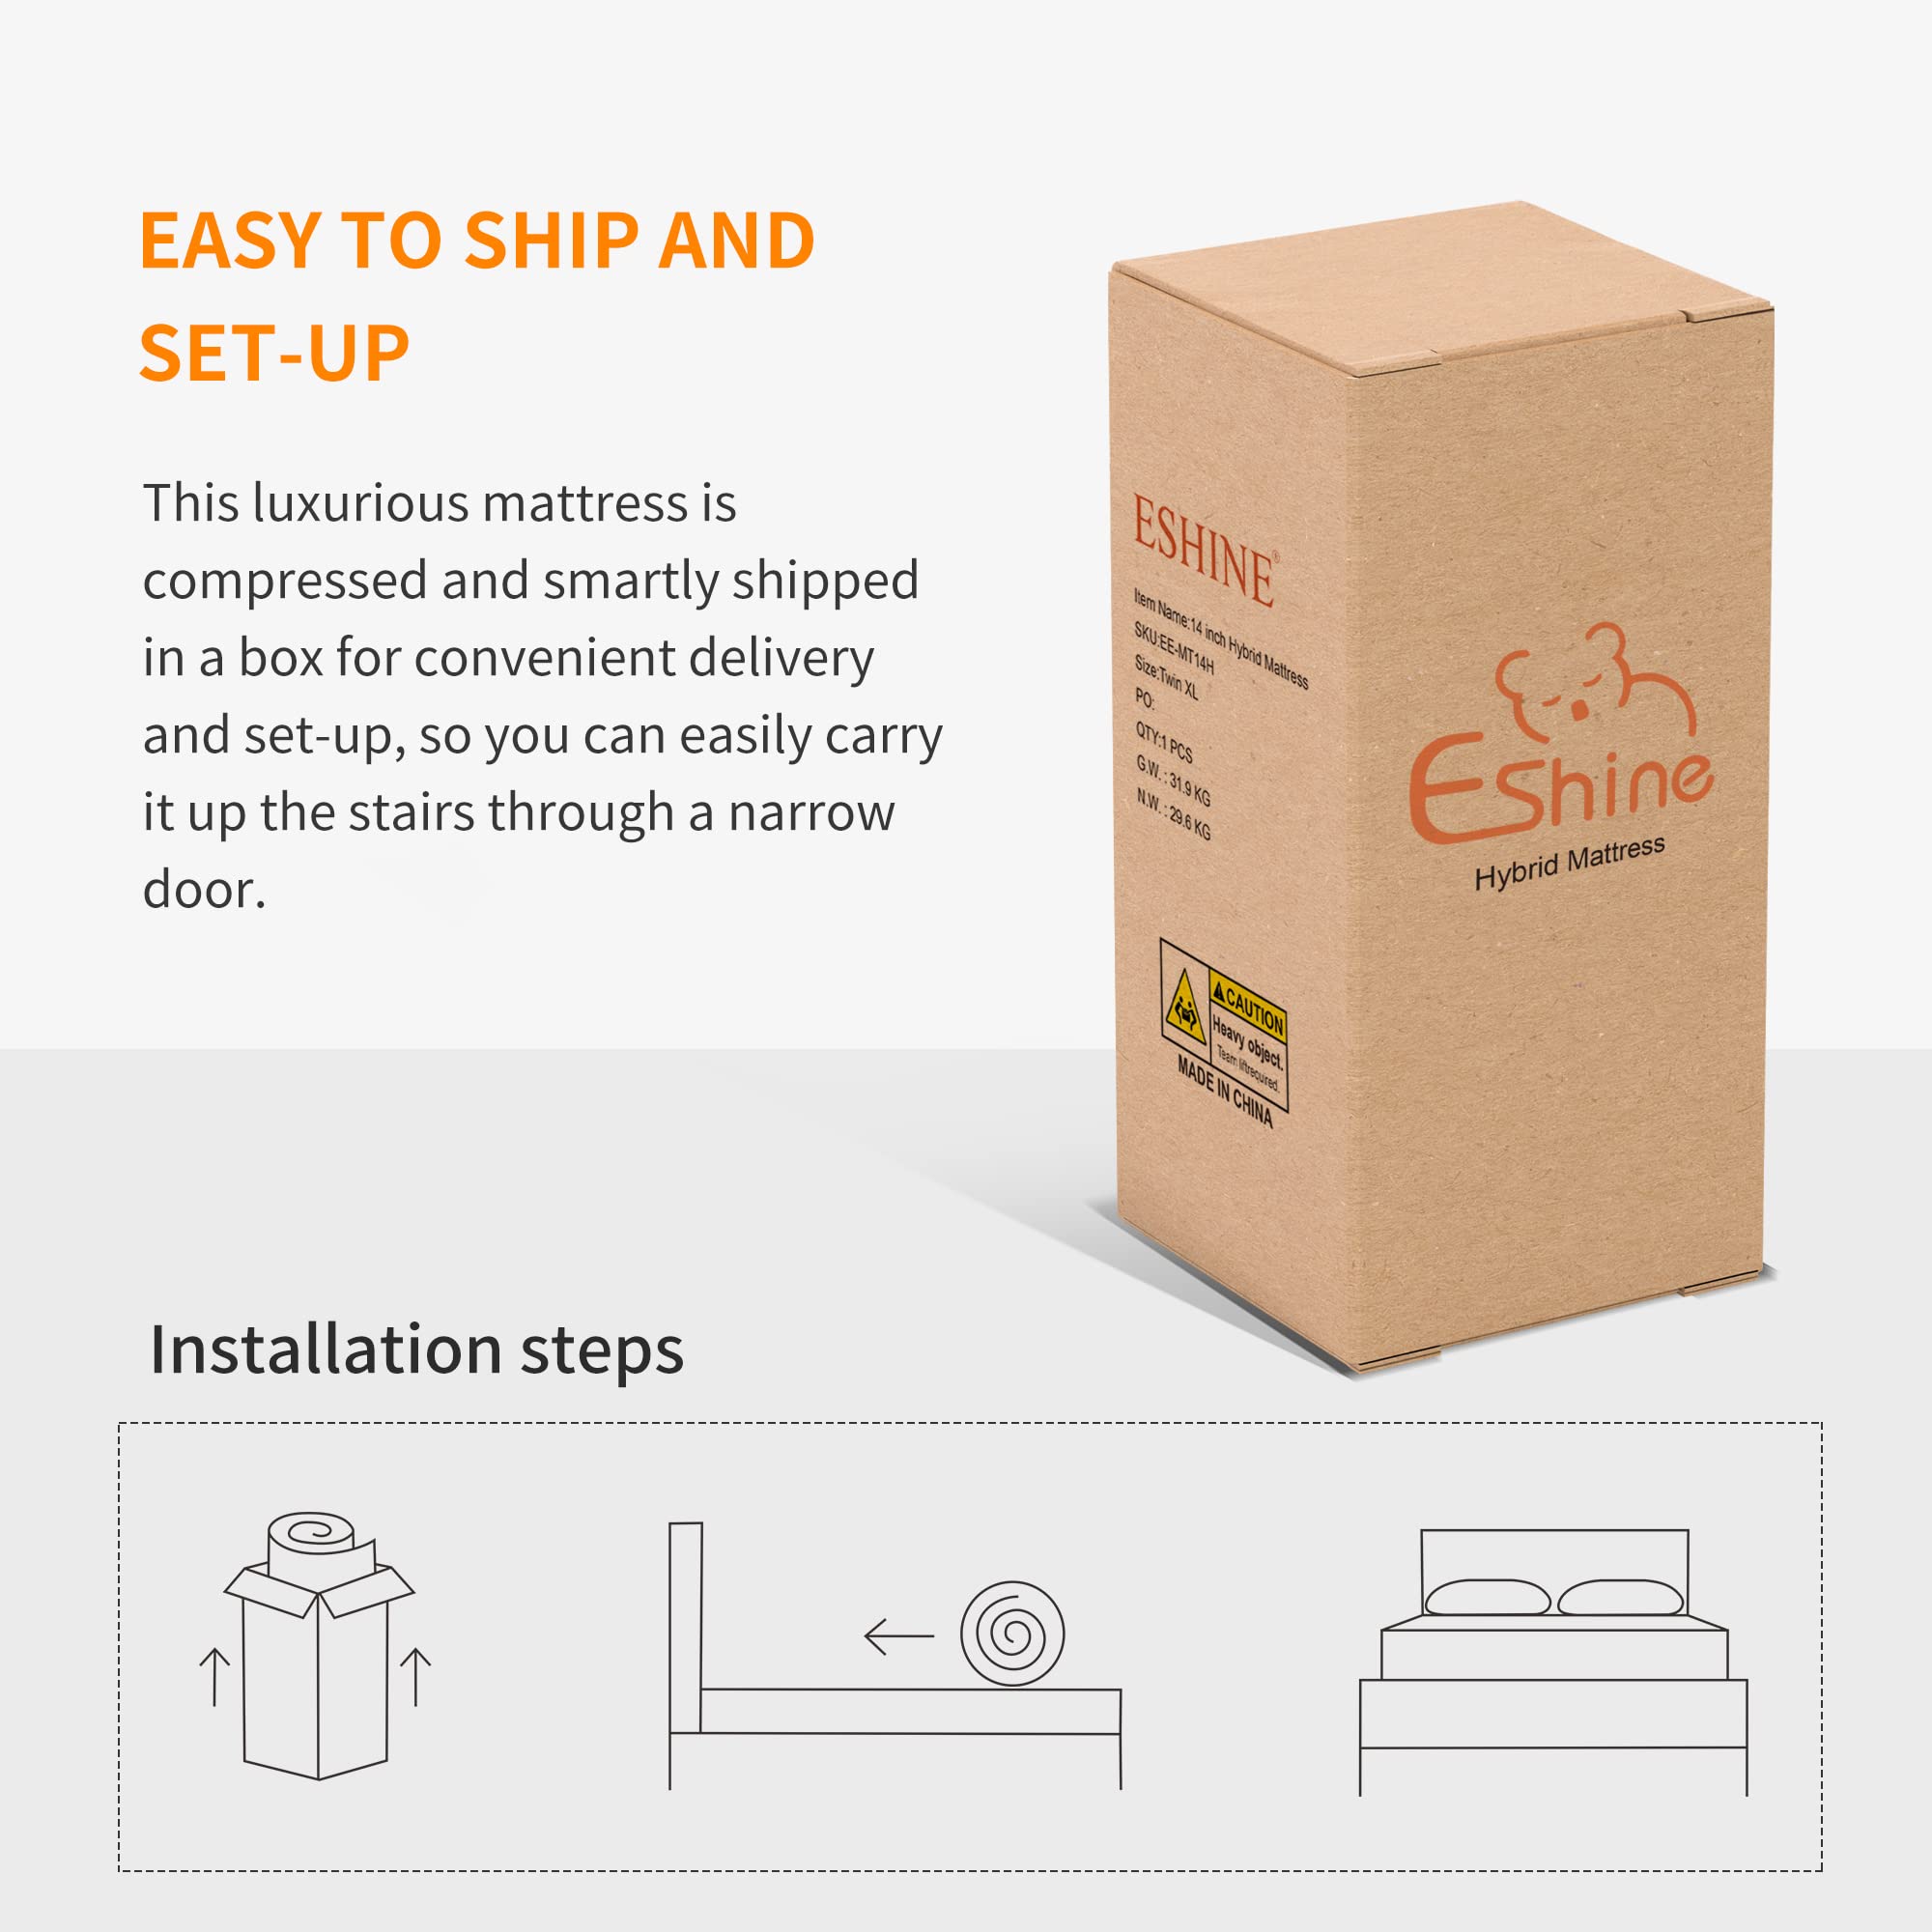 EASY TO SHIP AND
SET-UP
This luxurious mattress is
compressed and smartly shipped
in a box for convenient delivery
and set-up, so you can easily carry
it up the stairs through a narrow
door.
ESHINE®
Item Name:14 inch Hybrid Mattress
SKU:EE-MT14H
Size:Twin XL
PO:
QTY:1 PCS
G.W. : 31.9 KG
N.W. : 29.6 KG
CAUTION
Heavy object.
Team liftrequired.
MADE IN CHINA
Eshine
Hybrid Mattress
Installation steps